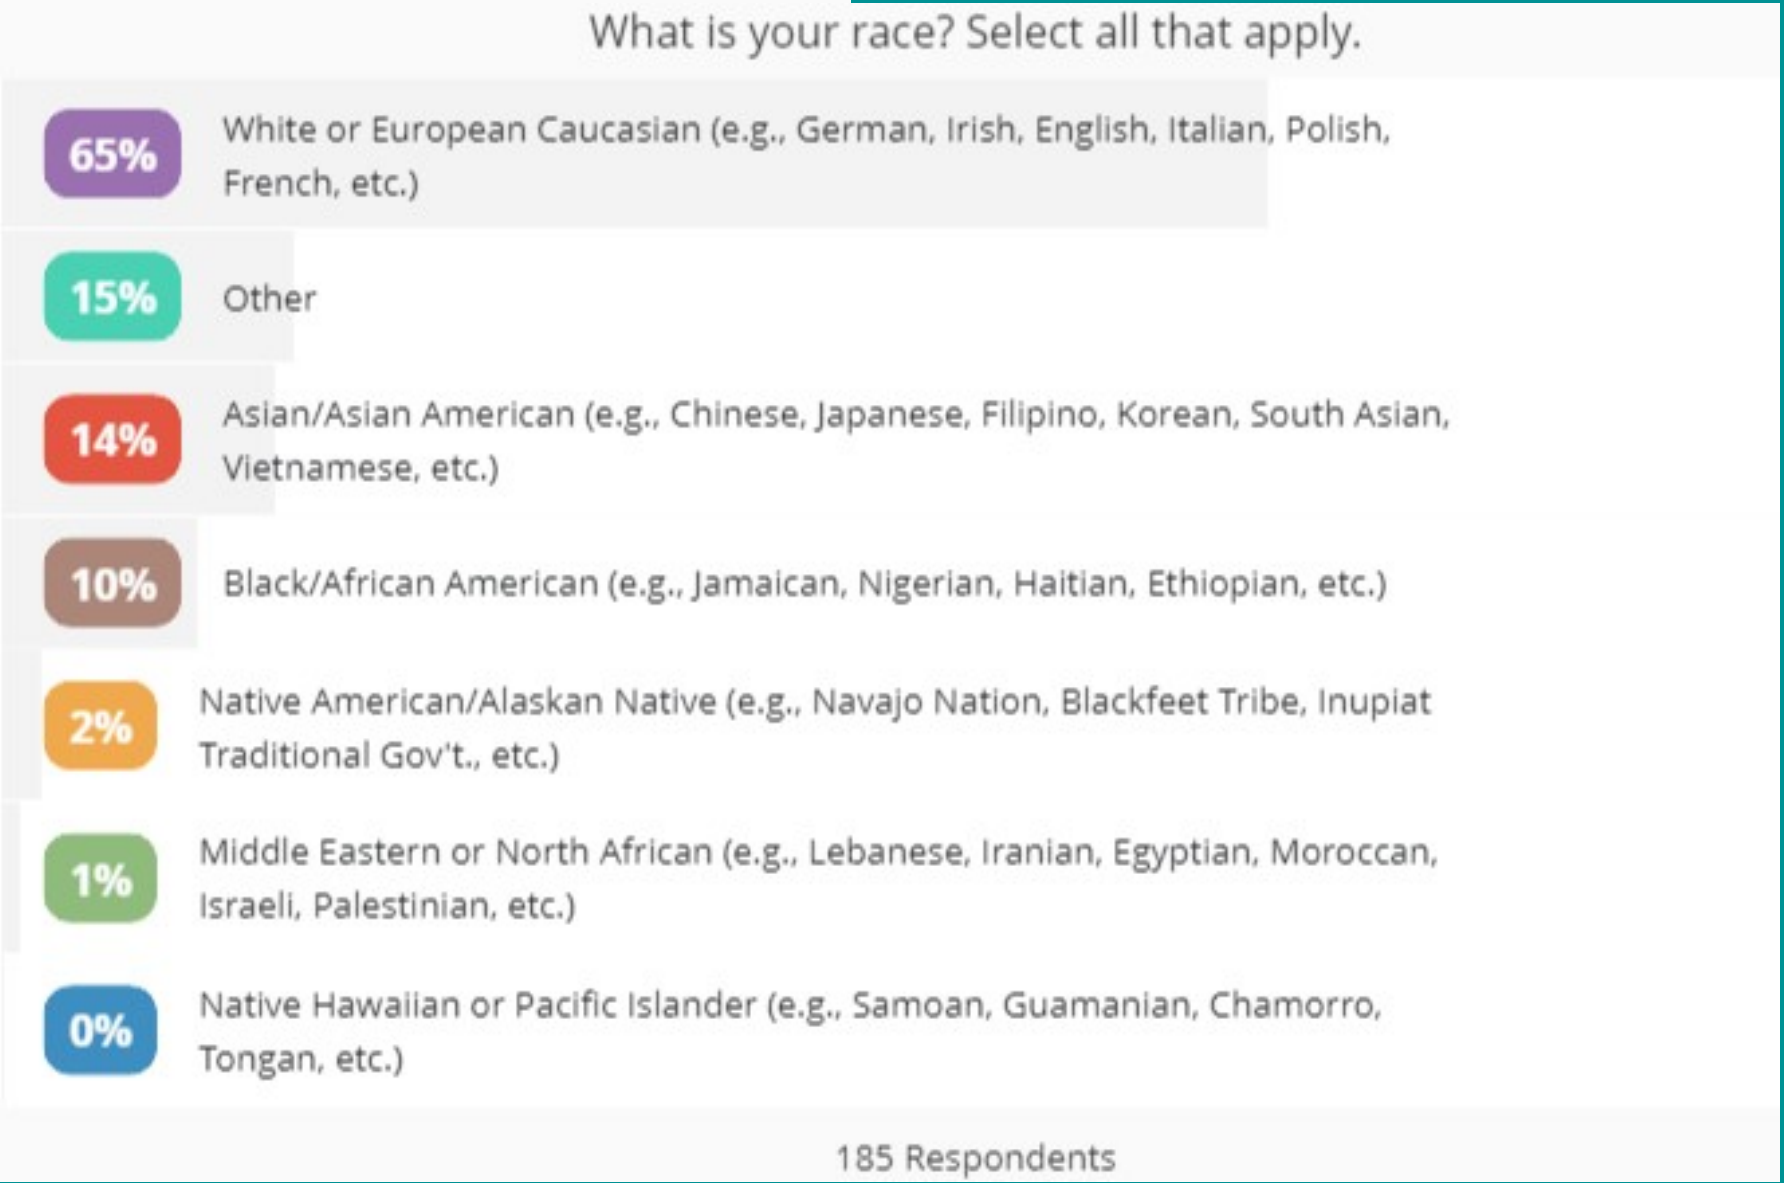 What is your race? Select all that apply.
65%
White or European Caucasian (e.g., German, Irish, English, Italian, Polish,
French, etc.)
15%
Other
14%
Asian/Asian American (e.g., Chinese, Japanese, Filipino, Korean, South Asian,
Vietnamese, etc.)
10%
Black/African American (e.g., Jamaican, Nigerian, Haitian, Ethiopian, etc.)
2%
Native American/Alaskan Native (e.g., Navajo Nation, Blackfeet Tribe, Inupiat
Traditional Gov't., etc.)
1%
Middle Eastern or North African (e.g., Lebanese, Iranian, Egyptian, Moroccan,
Israeli, Palestinian, etc.)
0%
Native Hawaiian or Pacific Islander (e.g., Samoan, Guamanian, Chamorro,
Tongan, etc.)
185 Respondents